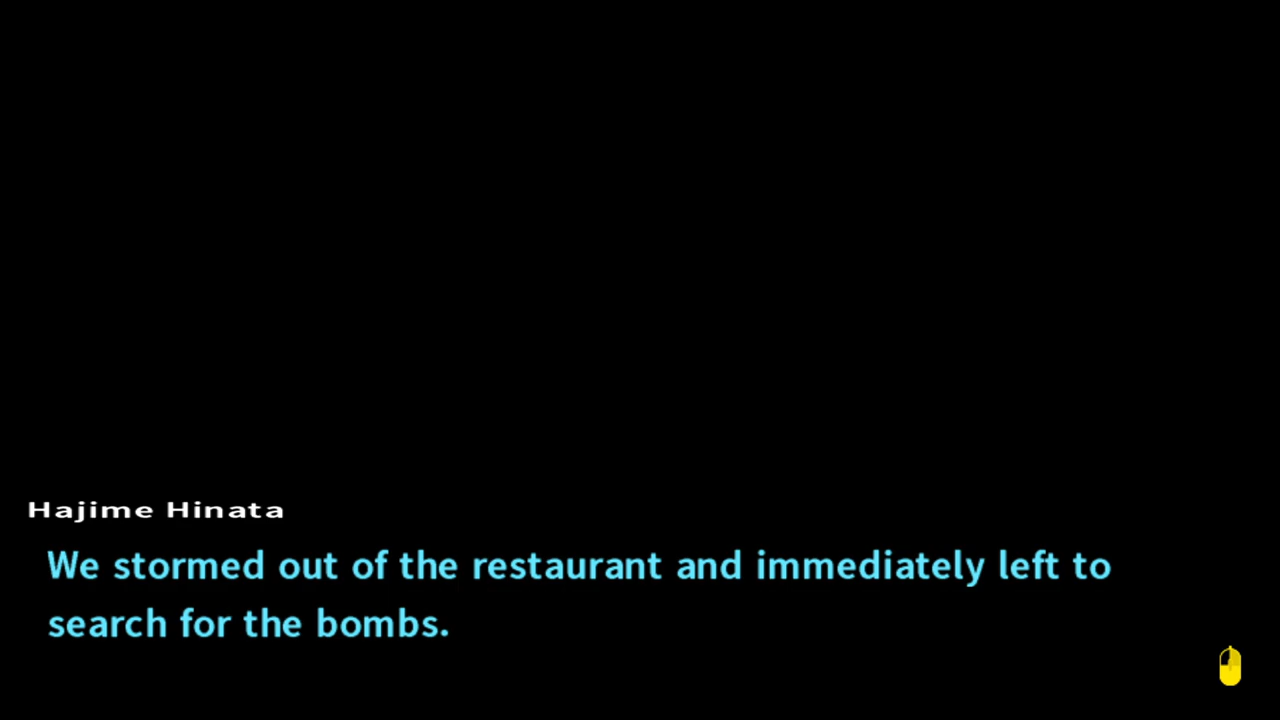 Hajime Hinata
We stormed out of the restaurant and immediately left to
search for the bombs.